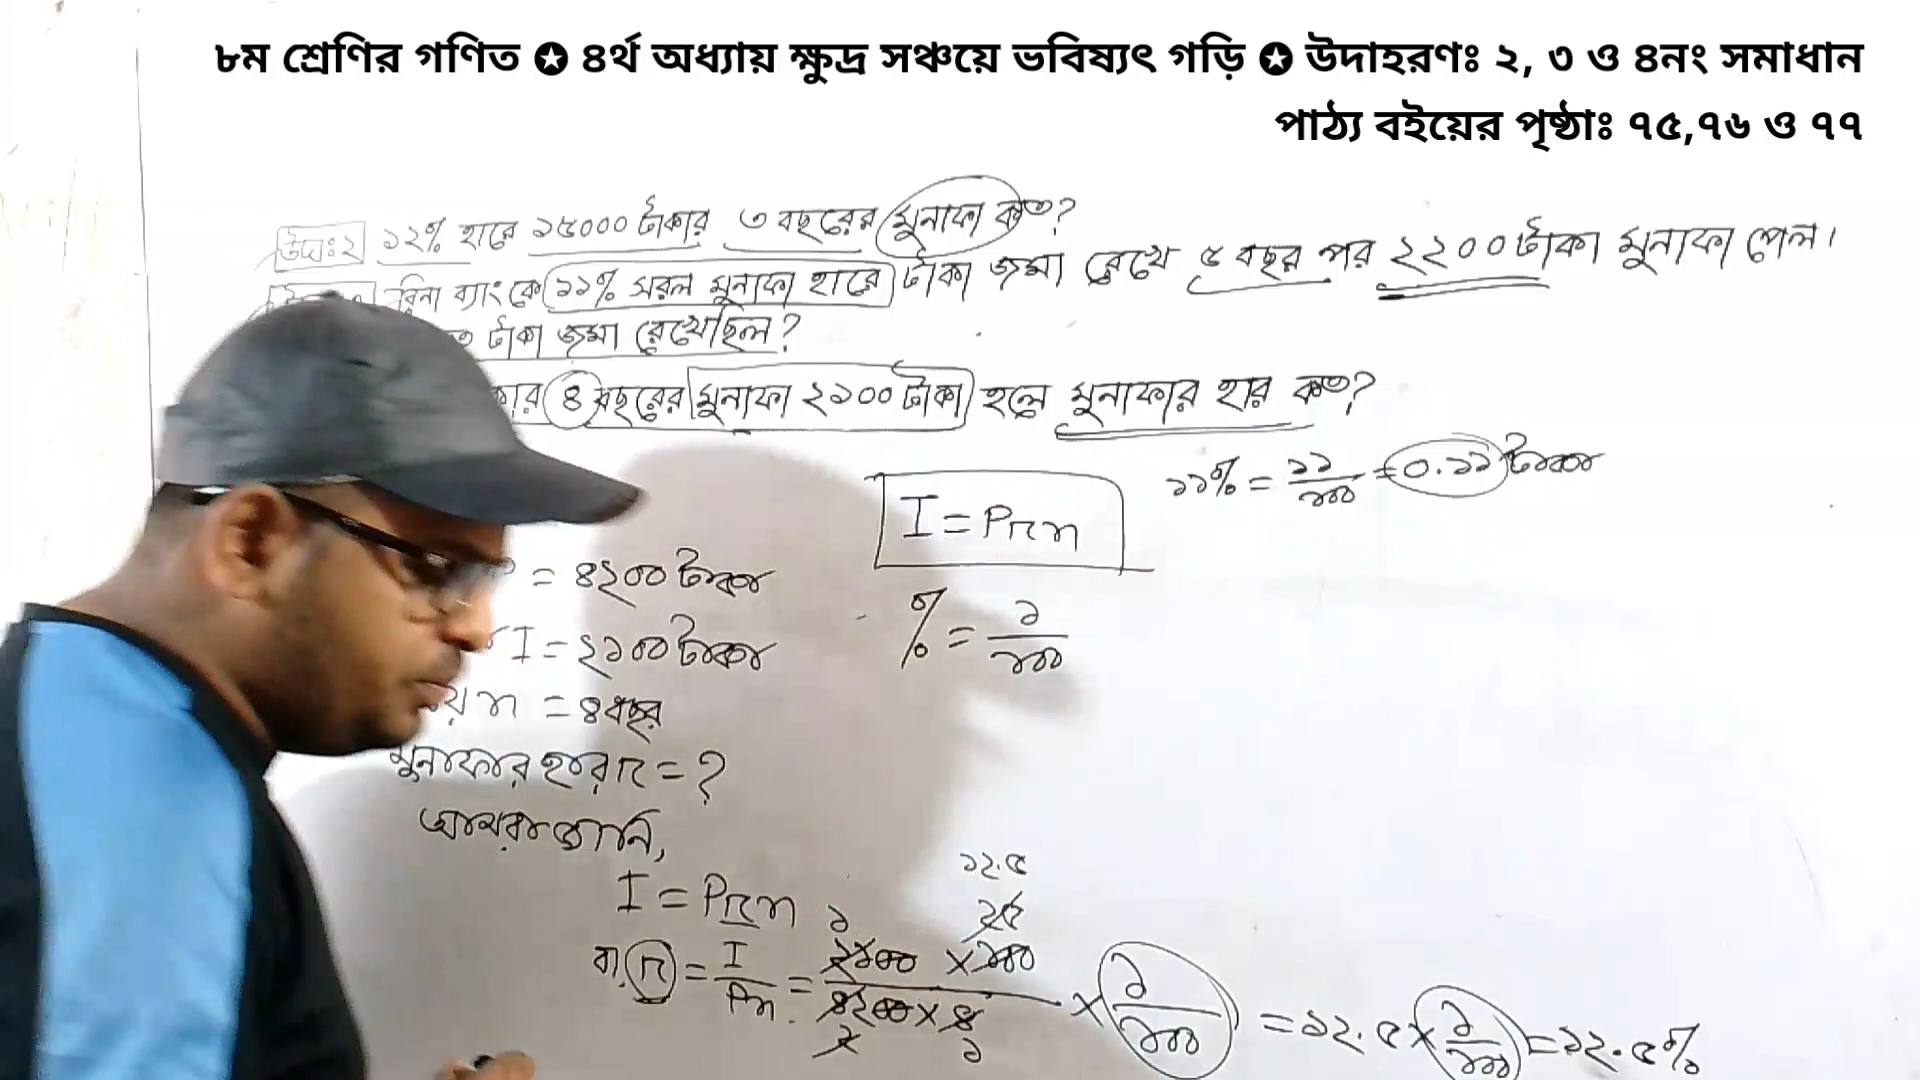 ৮ম শ্রেণির গণিত ✪ ৪র্থ অধ্যায় ক্ষুদ্র সঞ্চয়ে ভবিষ্যৎ গড়ি ✪ উদাহরণঃ ২, ৩ ও ৪নং সমাধান
পাঠ্য বইয়ের পৃষ্ঠাঃ ৭৫,৭৬ ও ৭৭
উদাঃ২ ১২% হারে ১৫০০০ টাকার ৩ বছরের মুনাফা কত?
রিনা ব্যাংকে ১১% সরল মুনাফা হারে টাকা জমা রেখে ৫ বছর পর ২২০০ টাকা মুনাফা পেল।
টাকা জমা রেখেছিল?
৪ বছরের মুনাফা ২১০০ টাকা হলে মুনাফার হার কত?
১১% = ১১/১০০ = ০.১১ টাকা
I = Prn
= ৪২০০ টাকা
% = ১/১০০
I = ২১০০ টাকা
n = ৪ বছর
মুনাফার হার r = ?
আমরা জানি,
I = Prn
বা, r = I/Pn = ২১০০ × ১০০/৪২০০ × ৪ × ১/১০০ = ১২.৫ × ১/১০০ = ১২.৫%